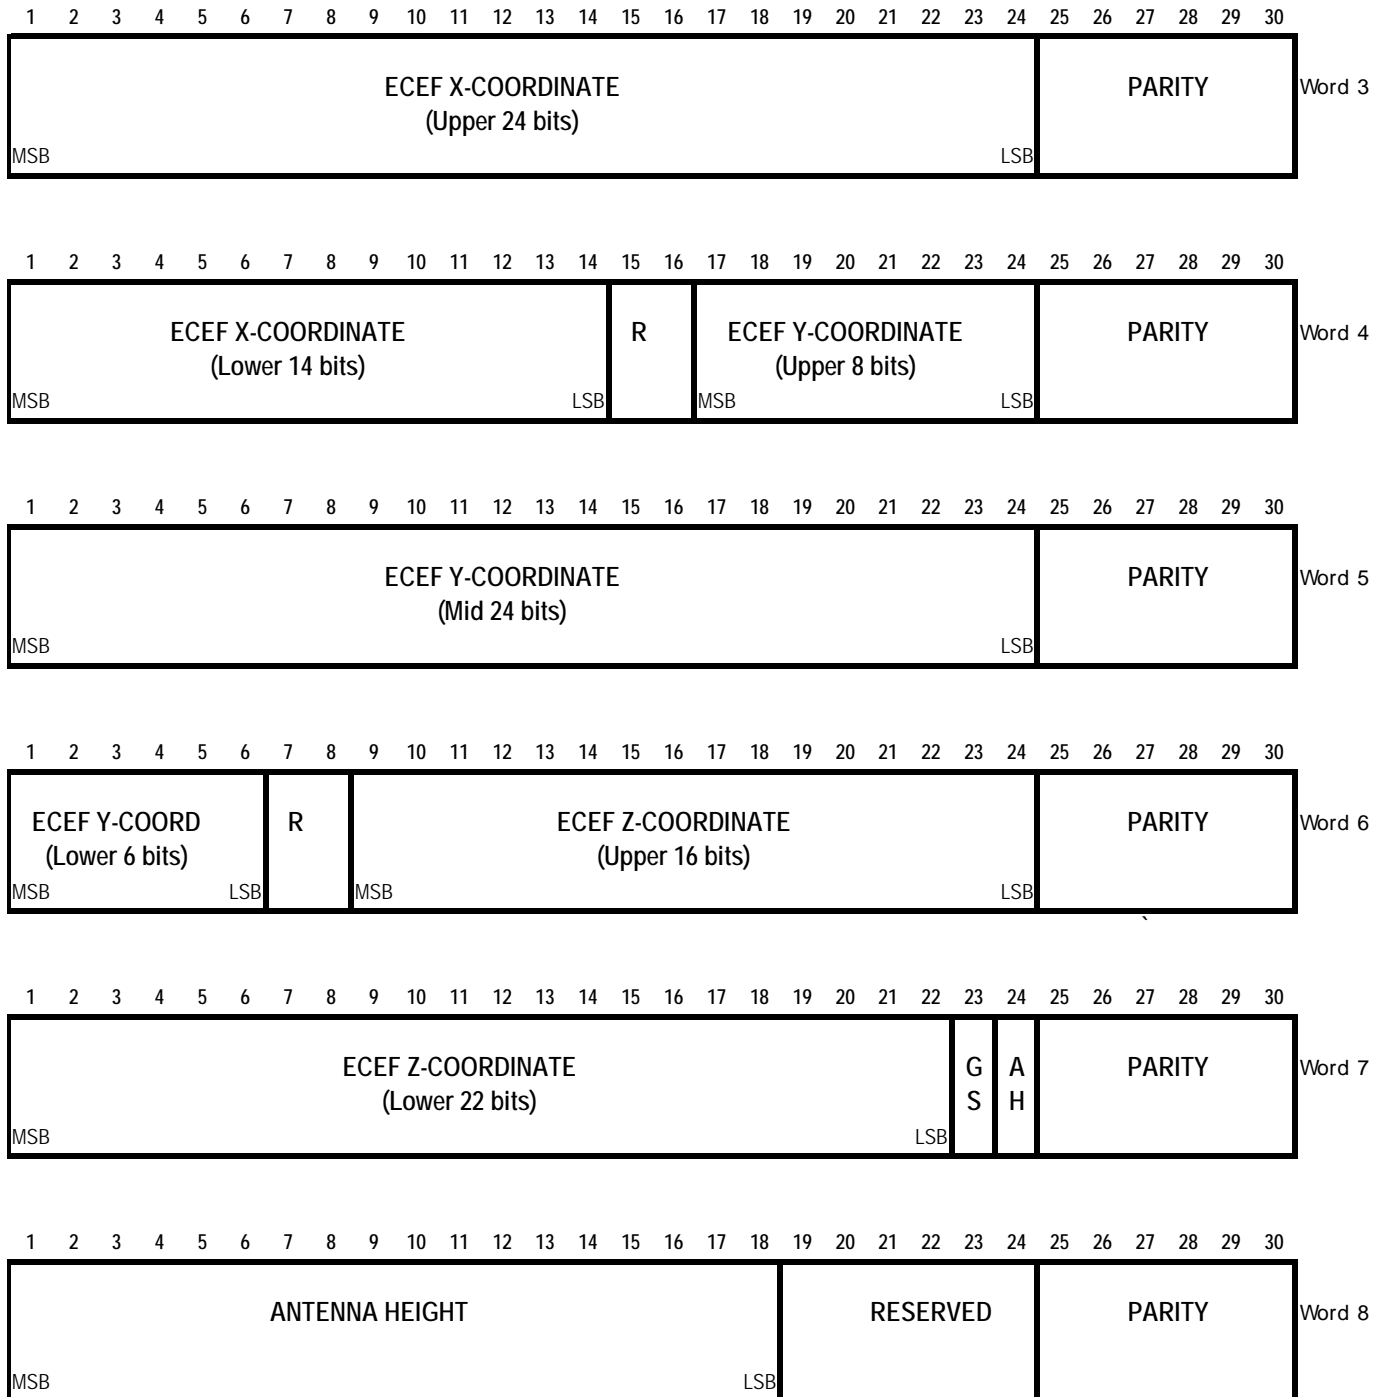 1 2 3 4 5 6 7 8 9 10 11 12 13 14 15 16 17 18 19 20 21 22 23 24 25 26 27 28 29 30
ECEF X-COORDINATE PARITY Word 3
(Upper 24 bits)
MSB LSB
1 2 3 4 5 6 7 8 9 10 11 12 13 14 15 16 17 18 19 20 21 22 23 24 25 26 27 28 29 30
ECEF X-COORDINATE R ECEF Y-COORDINATE PARITY Word 4
(Lower 14 bits) (Upper 8 bits)
MSB LSB MSB LSB
1 2 3 4 5 6 7 8 9 10 11 12 13 14 15 16 17 18 19 20 21 22 23 24 25 26 27 28 29 30
ECEF Y-COORDINATE PARITY Word 5
(Mid 24 bits)
MSB LSB
1 2 3 4 5 6 7 8 9 10 11 12 13 14 15 16 17 18 19 20 21 22 23 24 25 26 27 28 29 30
ECEF Y-COORD R ECEF Z-COORDINATE PARITY Word 6
(Lower 6 bits) (Upper 16 bits)
MSB LSB MSB LSB
`
1 2 3 4 5 6 7 8 9 10 11 12 13 14 15 16 17 18 19 20 21 22 23 24 25 26 27 28 29 30
ECEF Z-COORDINATE G A PARITY Word 7
(Lower 22 bits) S H
MSB LSB
1 2 3 4 5 6 7 8 9 10 11 12 13 14 15 16 17 18 19 20 21 22 23 24 25 26 27 28 29 30
ANTENNA HEIGHT RESERVED PARITY Word 8
MSB LSB